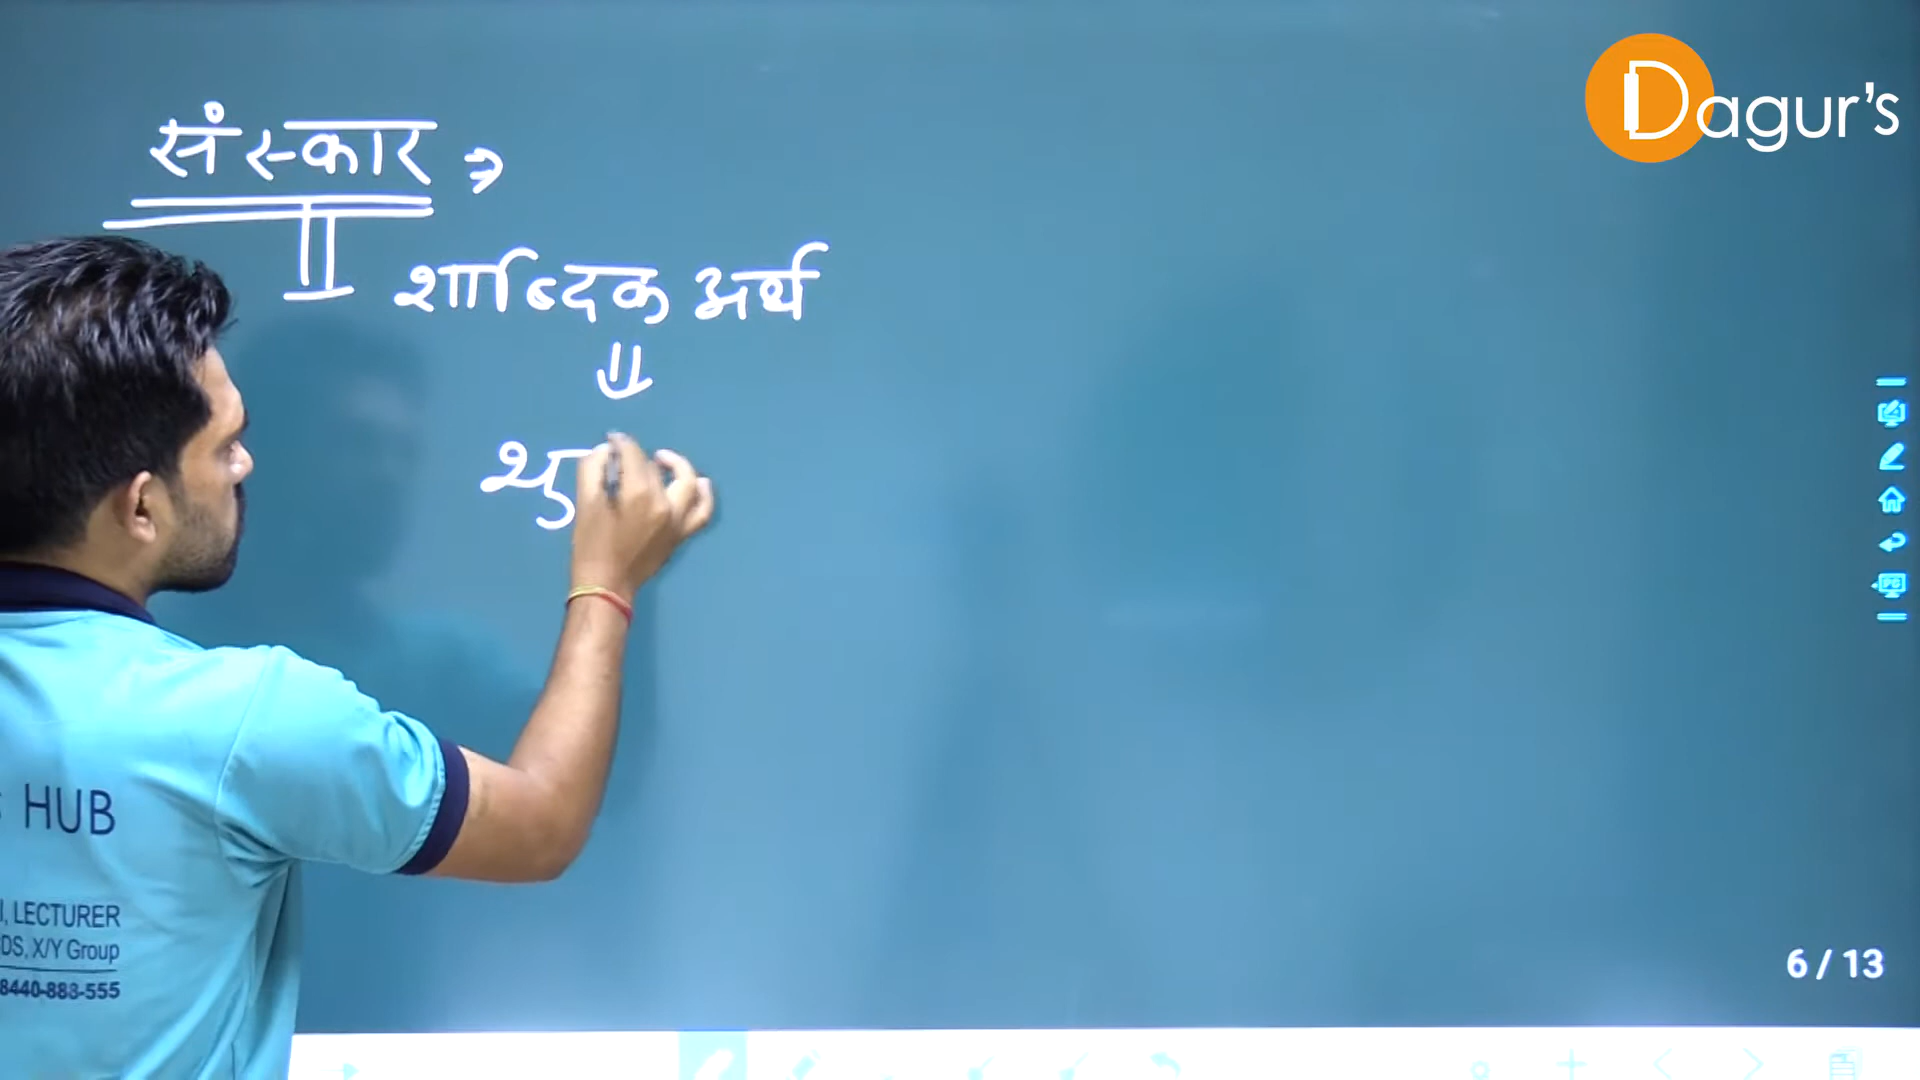 Dagur's
संस्कार ⇒
शाब्दिक अर्थ
⇓
शु
HUB
LECTURER
DS, X/Y Group
8440-883-555
6 / 13